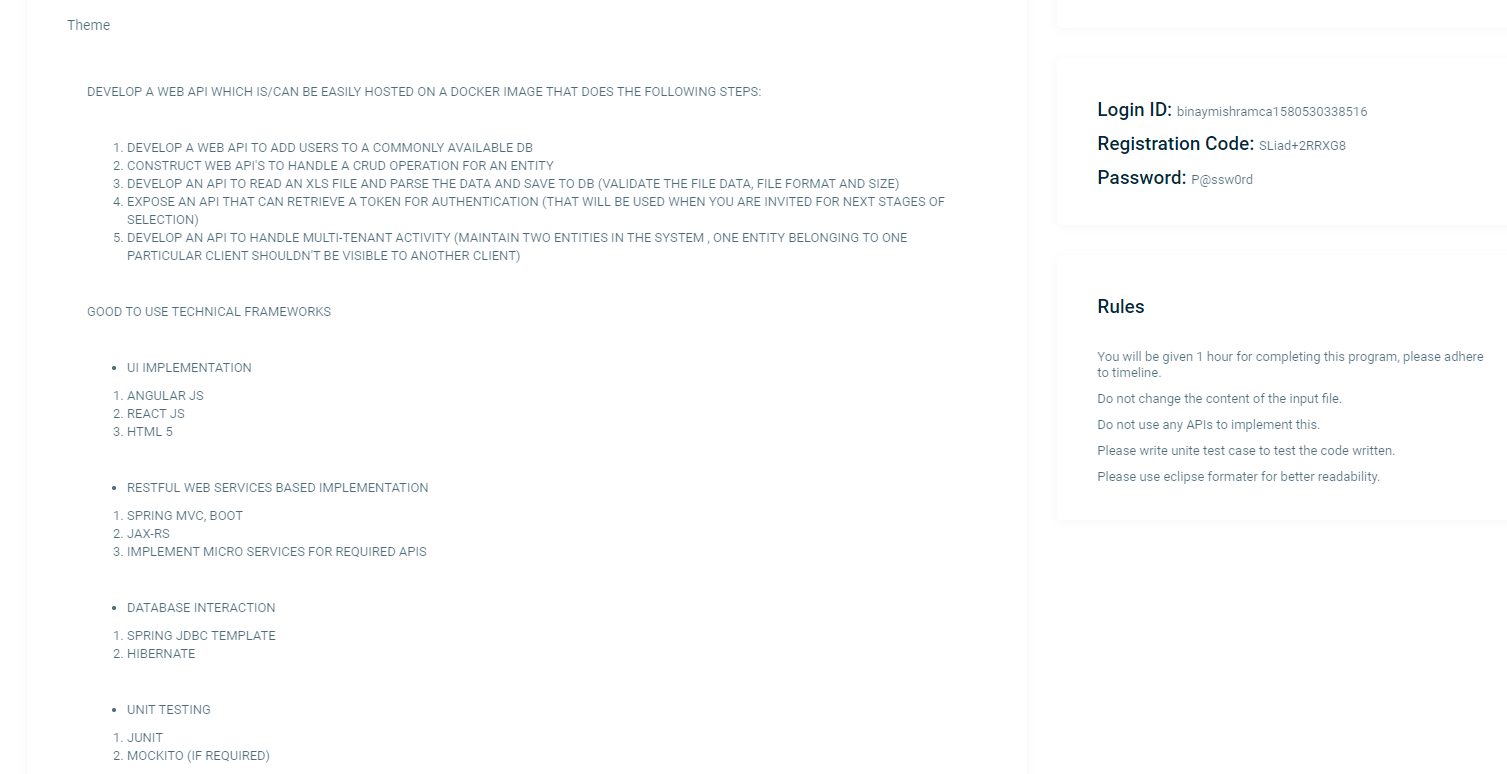 Theme
DEVELOP A WEB API WHICH IS/CAN BE EASILY HOSTED ON A DOCKER IMAGE THAT DOES THE FOLLOWING STEPS:
1. DEVELOP A WEB API TO ADD USERS TO A COMMONLY AVAILABLE DB
2. CONSTRUCT WEB API'S TO HANDLE A CRUD OPERATION FOR AN ENTITY
3. DEVELOP AN API TO READ AN XLS FILE AND PARSE THE DATA AND SAVE TO DB (VALIDATE THE FILE DATA, FILE FORMAT AND SIZE)
4. EXPOSE AN API THAT CAN RETRIEVE A TOKEN FOR AUTHENTICATION (THAT WILL BE USED WHEN YOU ARE INVITED FOR NEXT STAGES OF
SELECTION)
5. DEVELOP AN API TO HANDLE MULTI-TENANT ACTIVITY (MAINTAIN TWO ENTITIES IN THE SYSTEM , ONE ENTITY BELONGING TO ONE
PARTICULAR CLIENT SHOULDN'T BE VISIBLE TO ANOTHER CLIENT)
GOOD TO USE TECHNICAL FRAMEWORKS
• UI IMPLEMENTATION
1. ANGULAR JS
2. REACT JS
3. HTML 5
• RESTFUL WEB SERVICES BASED IMPLEMENTATION
1. SPRING MVC, BOOT
2. JAX-RS
3. IMPLEMENT MICRO SERVICES FOR REQUIRED APIS
• DATABASE INTERACTION
1. SPRING JDBC TEMPLATE
2. HIBERNATE
• UNIT TESTING
1. JUNIT
2. MOCKITO (IF REQUIRED)
Login ID: binaymishramca1580530338516
Registration Code: SLiad+2RRXG8
Password: P@ssw0rd
Rules
You will be given 1 hour for completing this program, please adhere
to timeline.
Do not change the content of the input file.
Do not use any APIs to implement this.
Please write unite test case to test the code written.
Please use eclipse formater for better readability.